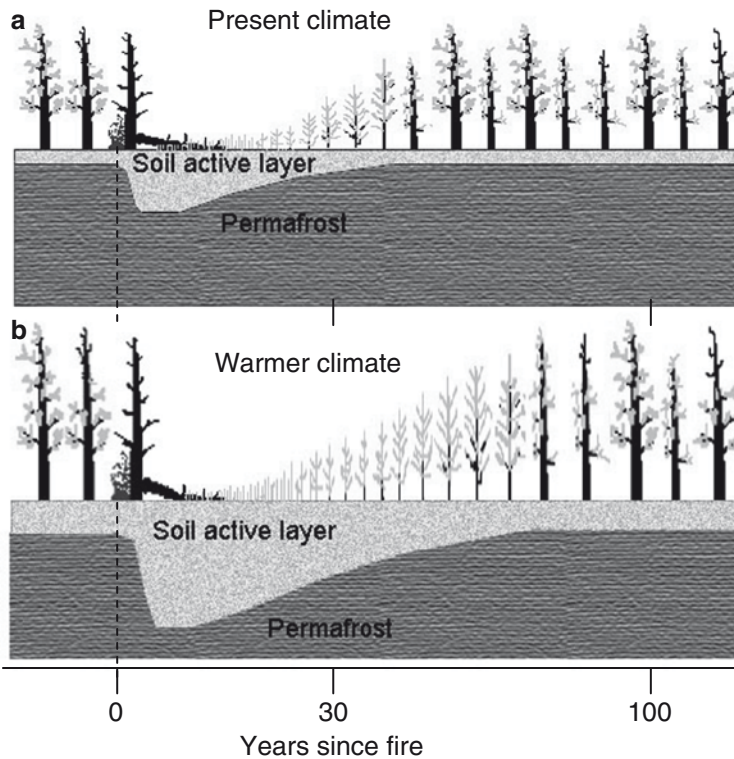 a
Present climate
Soil active layer
Permafrost
b
Warmer climate
Soil active layer
Permafrost
0
30
100
Years since fire